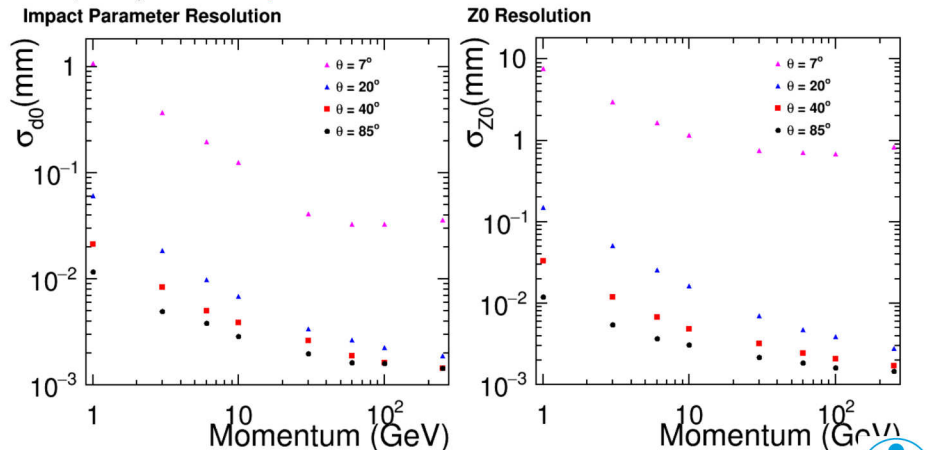 Impact Parameter Resolution
σd0(mm)
1
10⁻¹
10⁻²
10⁻³
θ = 7°
θ = 20°
θ = 40°
θ = 85°
1
10
10²
Momentum (GeV)
Z0 Resolution
σZ0(mm)
10
1
10⁻¹
10⁻²
10⁻³
θ = 7°
θ = 20°
θ = 40°
θ = 85°
1
10
10²
Momentum (GeV)